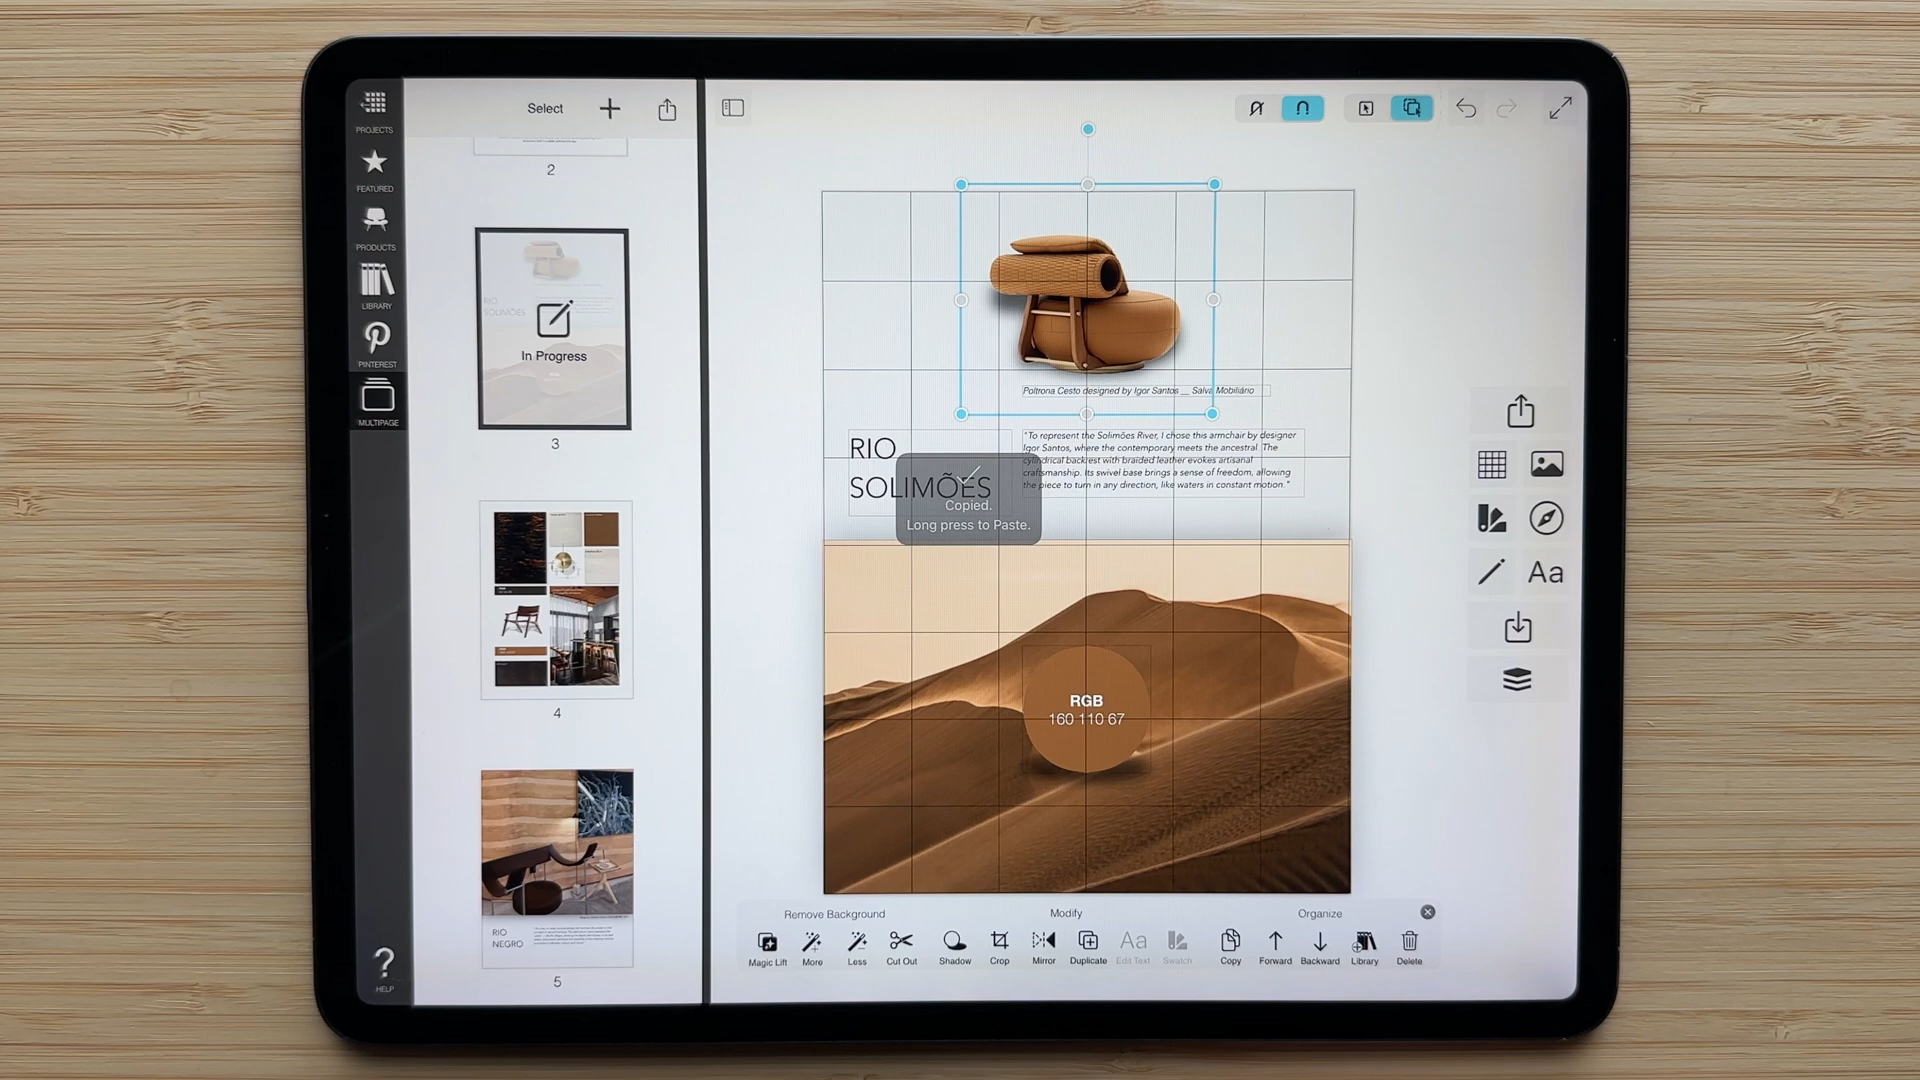 PROJECTS
FEATURED
PRODUCTS
LIBRARY
PINTEREST
MULTIPAGE
?
HELP
Select
2
In Progress
3
4
RIO
NEGRO
5
Poltrona Cesto designed by Igor Santos __ Salva Mobiliário
RIO
SOLIMÕES
"To represent the Solimões River, I chose this armchair by designer
Igor Santos, where the contemporary meets the ancestral. The
cylindrical backrest with braided leather evokes artisanal
craftsmanship. Its swivel base brings a sense of freedom, allowing
the piece to turn in any direction, like waters in constant motion."
Copied.
Long press to Paste.
RGB
160 110 67
Aa
Remove Background
Modify
Organize
Magic Lift
More
Less
Cut Out
Shadow
Crop
Mirror
Duplicate
Aa
Edit Text
Swatch
Copy
Forward
Backward
Library
Delete